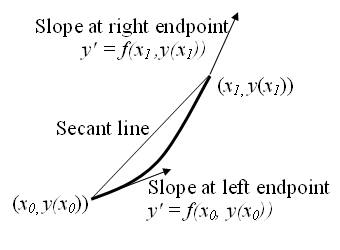 Slope at right endpoint
y' = f(x₁,y(x₁))
(x₁, y(x₁))
Secant line
Slope at left endpoint
(x₀, y(x₀))
y' = f(x₀, y(x₀))